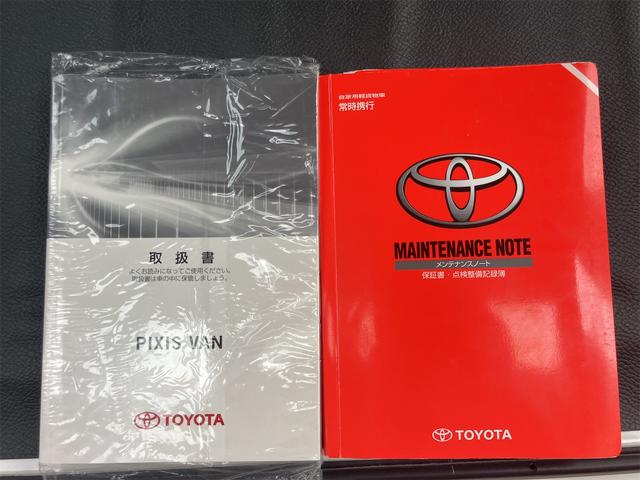 取扱書
よくお読みになってご使用ください。
取扱書は車の中に保管しましょう。
PIXIS VAN
TOYOTA
自家用軽貨物車
常時携行
MAINTENANCE NOTE
メンテナンスノート
保証書・点検整備記録簿
TOYOTA